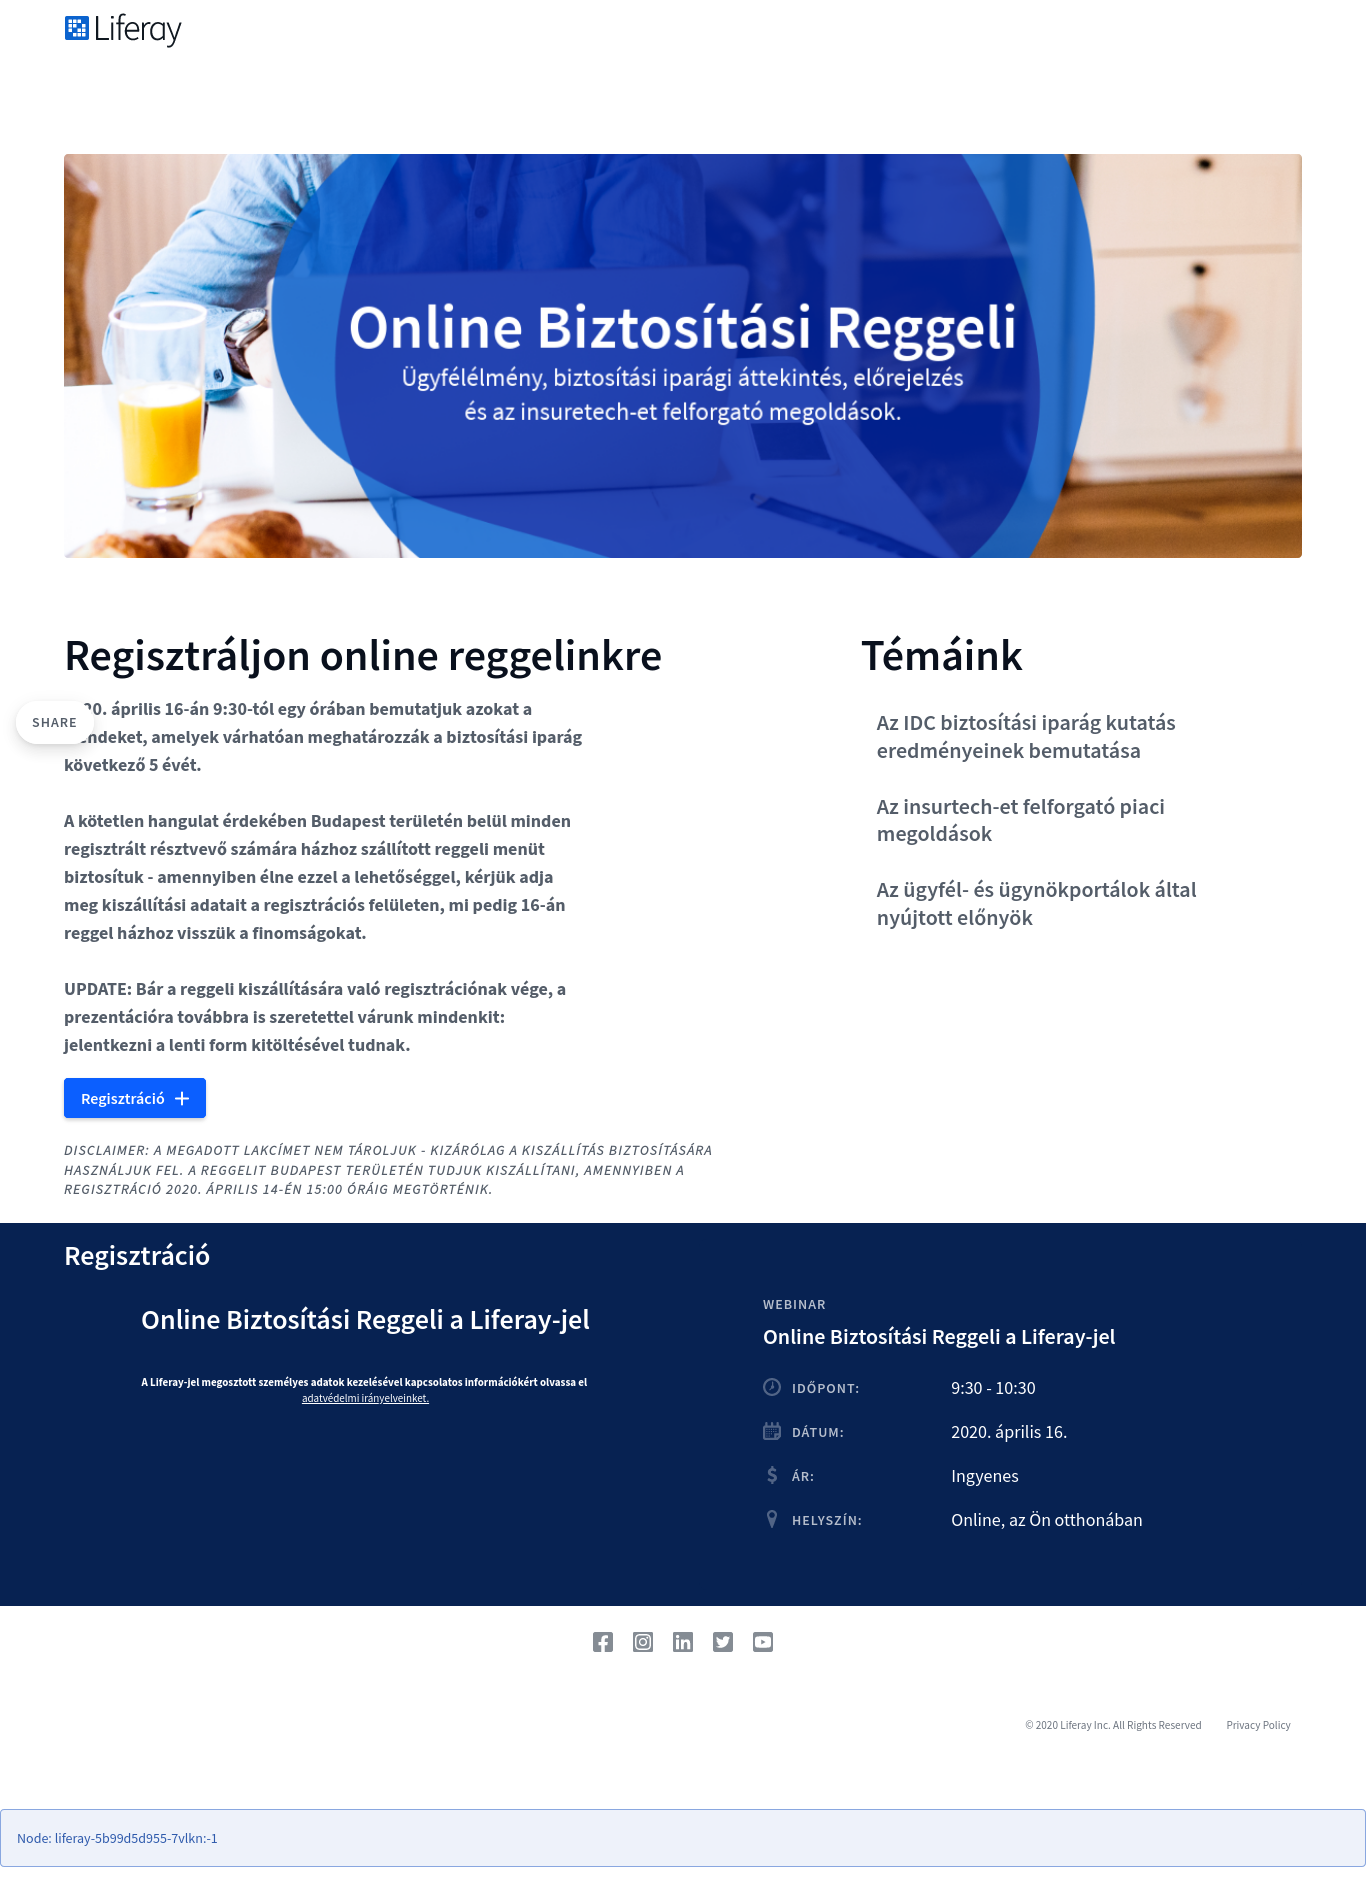 Liferay
Online Biztosítási Reggeli
Ügyfélélmény, biztosítási iparági áttekintés, előrejelzés
és az insuretech-et felforgató megoldások.
Regisztráljon online reggelinkre
április 16-án 9:30-tól egy órában bemutatjuk azokat a
SHARE
amelyek várhatóan meghatározzák a biztosítási iparág
következő 5 évét.
A kötetlen hangulat érdekében Budapest területén belül minden
regisztrált résztvevő számára házhoz szállított reggeli menüt
biztosítuk - amennyiben élne ezzel a lehetőséggel, kérjük adja
meg kiszállítási adatait a regisztrációs felületen, mi pedig 16-án
reggel házhoz visszük a finomságokat.
UPDATE: Bár a reggeli kiszállítására való regisztrációnak vége, a
prezentációra továbbra is szeretettel várunk mindenkit:
jelentkezni a lenti form kitöltésével tudnak.
Regisztráció
DISCLAIMER: A MEGADOTT LAKCÍMET NEM TÁROLJUK - KIZÁRÓLAG A KISZÁLLÍTÁS BIZTOSÍTÁSÁRA
HASZNÁLJUK FEL. A REGGELIT BUDAPEST TERÜLETÉN TUDJUK KISZÁLLÍTANI, AMENNYIBEN A
REGISZTRÁCIÓ 2020. ÁPRILIS 14-ÉN 15:00 ÓRÁIG MEGTÖRTÉNIK.
Témáink
Az IDC biztosítási iparág kutatás
eredményeinek bemutatása
Az insurtech-et felforgató piaci
megoldások
Az ügyfél- és ügynökportálok által
nyújtott előnyök
Regisztráció
Online Biztosítási Reggeli a Liferay-jel
A Liferay-jel megosztott személyes adatok kezelésével kapcsolatos információkért olvassa el
adatvédelmi irányelveinket.
WEBINAR
Online Biztosítási Reggeli a Liferay-jel
IDŐPONT: 9:30 - 10:30
DÁTUM: 2020. április 16.
ÁR: Ingyenes
HELYSZÍN: Online, az Ön otthonában
© 2020 Liferay Inc. All Rights Reserved Privacy Policy
Node: liferay-5b99d5d955-7vlkn:-1